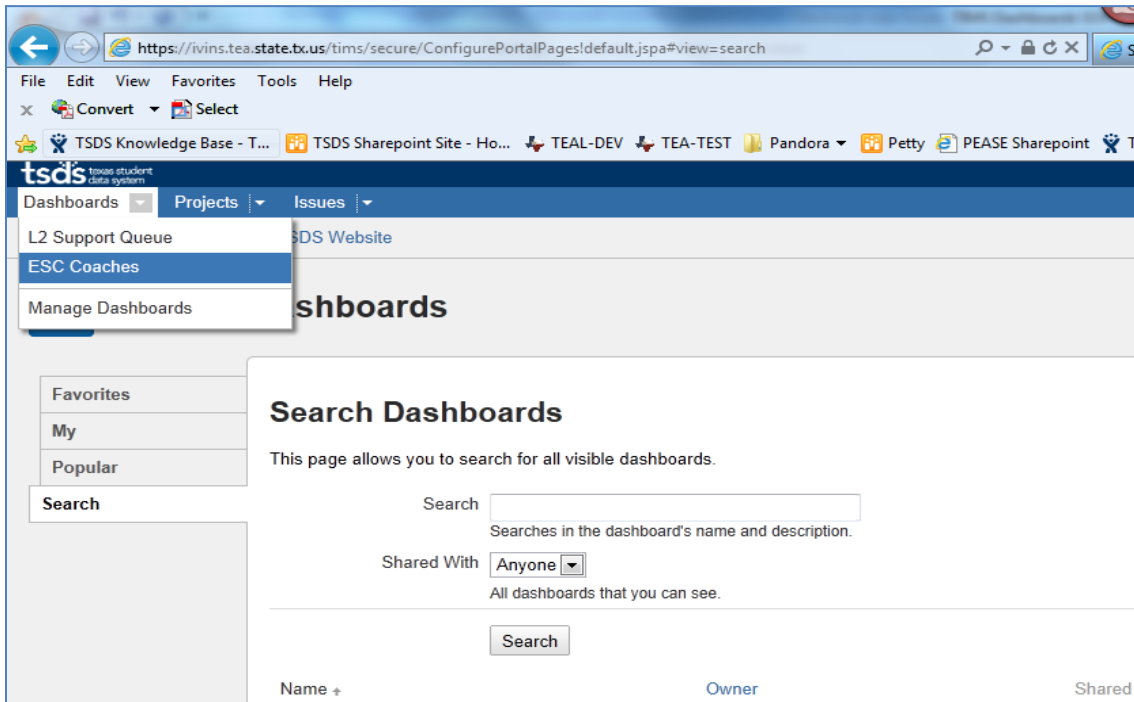 https://ivins.tea.state.tx.us/tims/secure/ConfigurePortalPages!default.jspa#view=search
File Edit View Favorites Tools Help
x Convert Select
TSDS Knowledge Base - T... TSDS Sharepoint Site - Ho... TEAL-DEV TEA-TEST Pandora Petty PEASE Sharepoint
tsds texas student data system
Dashboards Projects Issues
L2 Support Queue
SDS Website
ESC Coaches
Manage Dashboards
shboards
Favorites
My
Popular
Search
Search Dashboards
This page allows you to search for all visible dashboards.
Search
Searches in the dashboard's name and description.
Shared With Anyone
All dashboards that you can see.
Search
Name Owner Shared